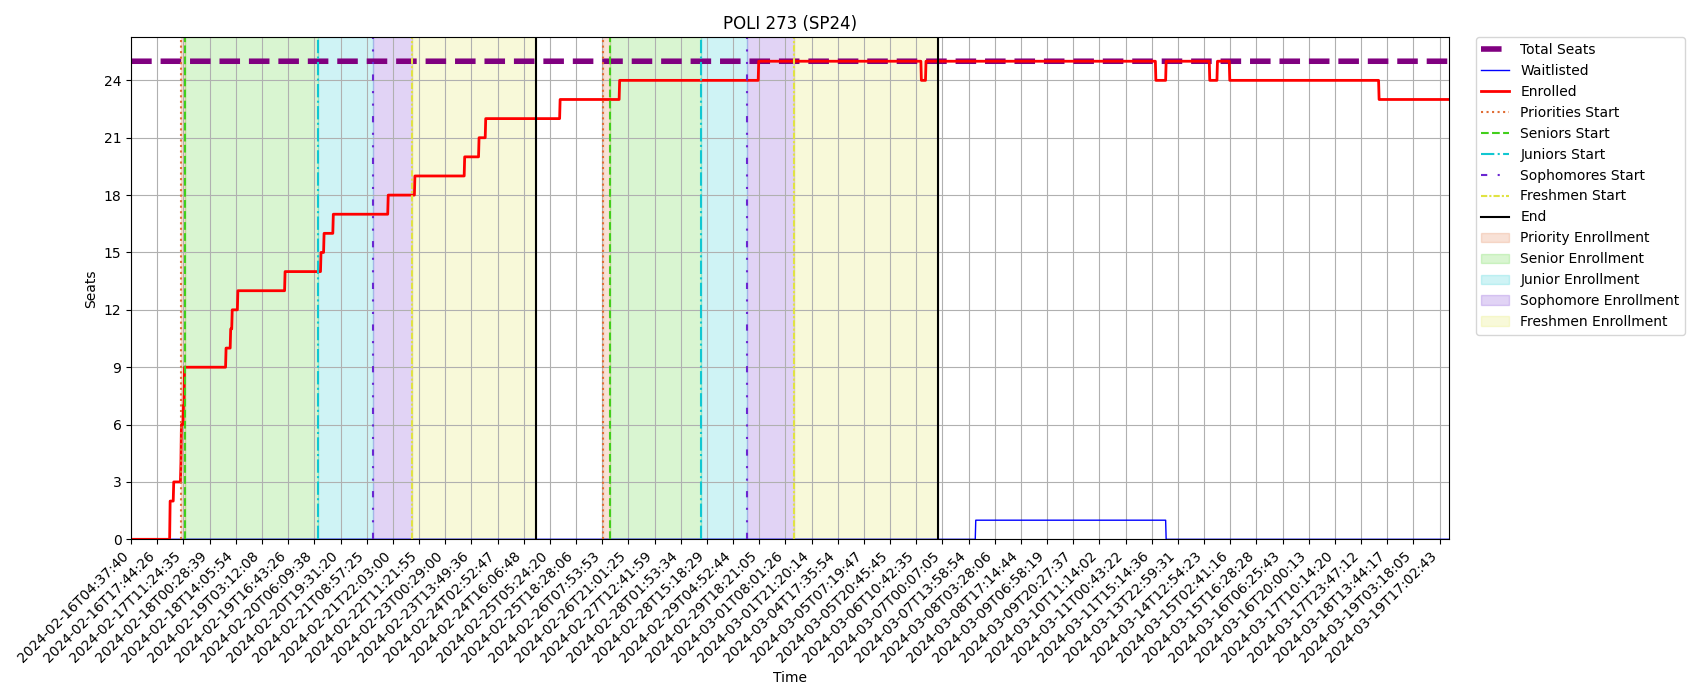 POLI 273 (SP24)
Seats
24
21
18
15
12
9
6
3
0
2024-02-16T04:37:40
2024-02-16T17:44:26
2024-02-17T11:24:35
2024-02-18T00:28:39
2024-02-18T14:05:54
2024-02-19T03:12:08
2024-02-19T16:43:26
2024-02-20T06:09:38
2024-02-20T19:31:20
2024-02-21T08:57:25
2024-02-21T22:03:00
2024-02-22T11:21:55
2024-02-23T00:29:00
2024-02-23T13:49:36
2024-02-24T02:52:47
2024-02-24T16:06:48
2024-02-25T05:24:20
2024-02-25T18:28:06
2024-02-26T07:53:53
2024-02-26T21:01:25
2024-02-27T12:41:59
2024-02-28T01:53:34
2024-02-28T15:18:29
2024-02-29T04:52:44
2024-02-29T18:21:05
2024-03-01T08:01:26
2024-03-01T21:20:14
2024-03-04T17:35:54
2024-03-05T07:19:47
2024-03-05T20:45:45
2024-03-06T10:42:35
2024-03-07T00:07:05
2024-03-07T13:58:54
2024-03-08T03:28:06
2024-03-08T17:14:44
2024-03-09T06:58:19
2024-03-09T20:27:37
2024-03-10T11:14:02
2024-03-11T00:43:22
2024-03-11T15:14:36
2024-03-13T22:59:31
2024-03-14T12:54:23
2024-03-15T02:41:16
2024-03-15T16:28:28
2024-03-16T06:25:43
2024-03-16T20:00:13
2024-03-17T10:14:20
2024-03-17T23:47:12
2024-03-18T13:44:17
2024-03-19T03:18:05
2024-03-19T17:02:43
Time
Total Seats
Waitlisted
Enrolled
Priorities Start
Seniors Start
Juniors Start
Sophomores Start
Freshmen Start
End
Priority Enrollment
Senior Enrollment
Junior Enrollment
Sophomore Enrollment
Freshmen Enrollment